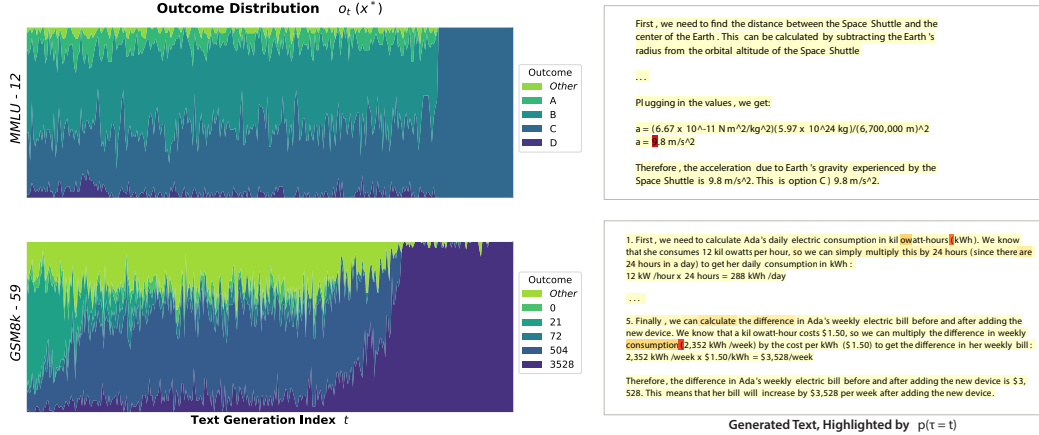 Outcome Distribution o_t (x*)
MMLU - 12
Outcome
Other
A
B
C
D
First , we need to find the distance between the Space Shuttle and the
center of the Earth . This can be calculated by subtracting the Earth 's
radius from the orbital altitude of the Space Shuttle
...
Pl ugging in the values , we get:
a = (6.67 x 10^-11 N m^2/kg^2)(5.97 x 10^24 kg)/(6,700,000 m)^2
a = 9.8 m/s^2
Therefore , the acceleration due to Earth 's gravity experienced by the
Space Shuttle is 9.8 m/s^2. This is option C ) 9.8 m/s^2.
GSM8k - 59
Outcome
Other
0
21
72
504
3528
Text Generation Index t
1. First , we need to calculate Ada's daily electric consumption in kil owatt-hours (kWh ). We know
that she consumes 12 kil owatts per hour, so we can simply multiply this by 24 hours (since there are
24 hours in a day) to get her daily consumption in kWh :
12 kW /hour x 24 hours = 288 kWh /day
...
5. Finally , we can calculate the difference in Ada's weekly electric bill before and after adding the
new device. We know that a kil owatt-hour costs $1.50, so we can multiply the difference in weekly
consumption (2,352 kWh /week) by the cost per kWh ($1.50) to get the difference in her weekly bill :
2,352 kWh /week x $1.50/kWh = $3,528/week
Therefore, the difference in Ada's weekly electric bill before and after adding the new device is $3,
528. This means that her bill will increase by $3,528 per week after adding the new device.
Generated Text, Highlighted by p(τ = t)